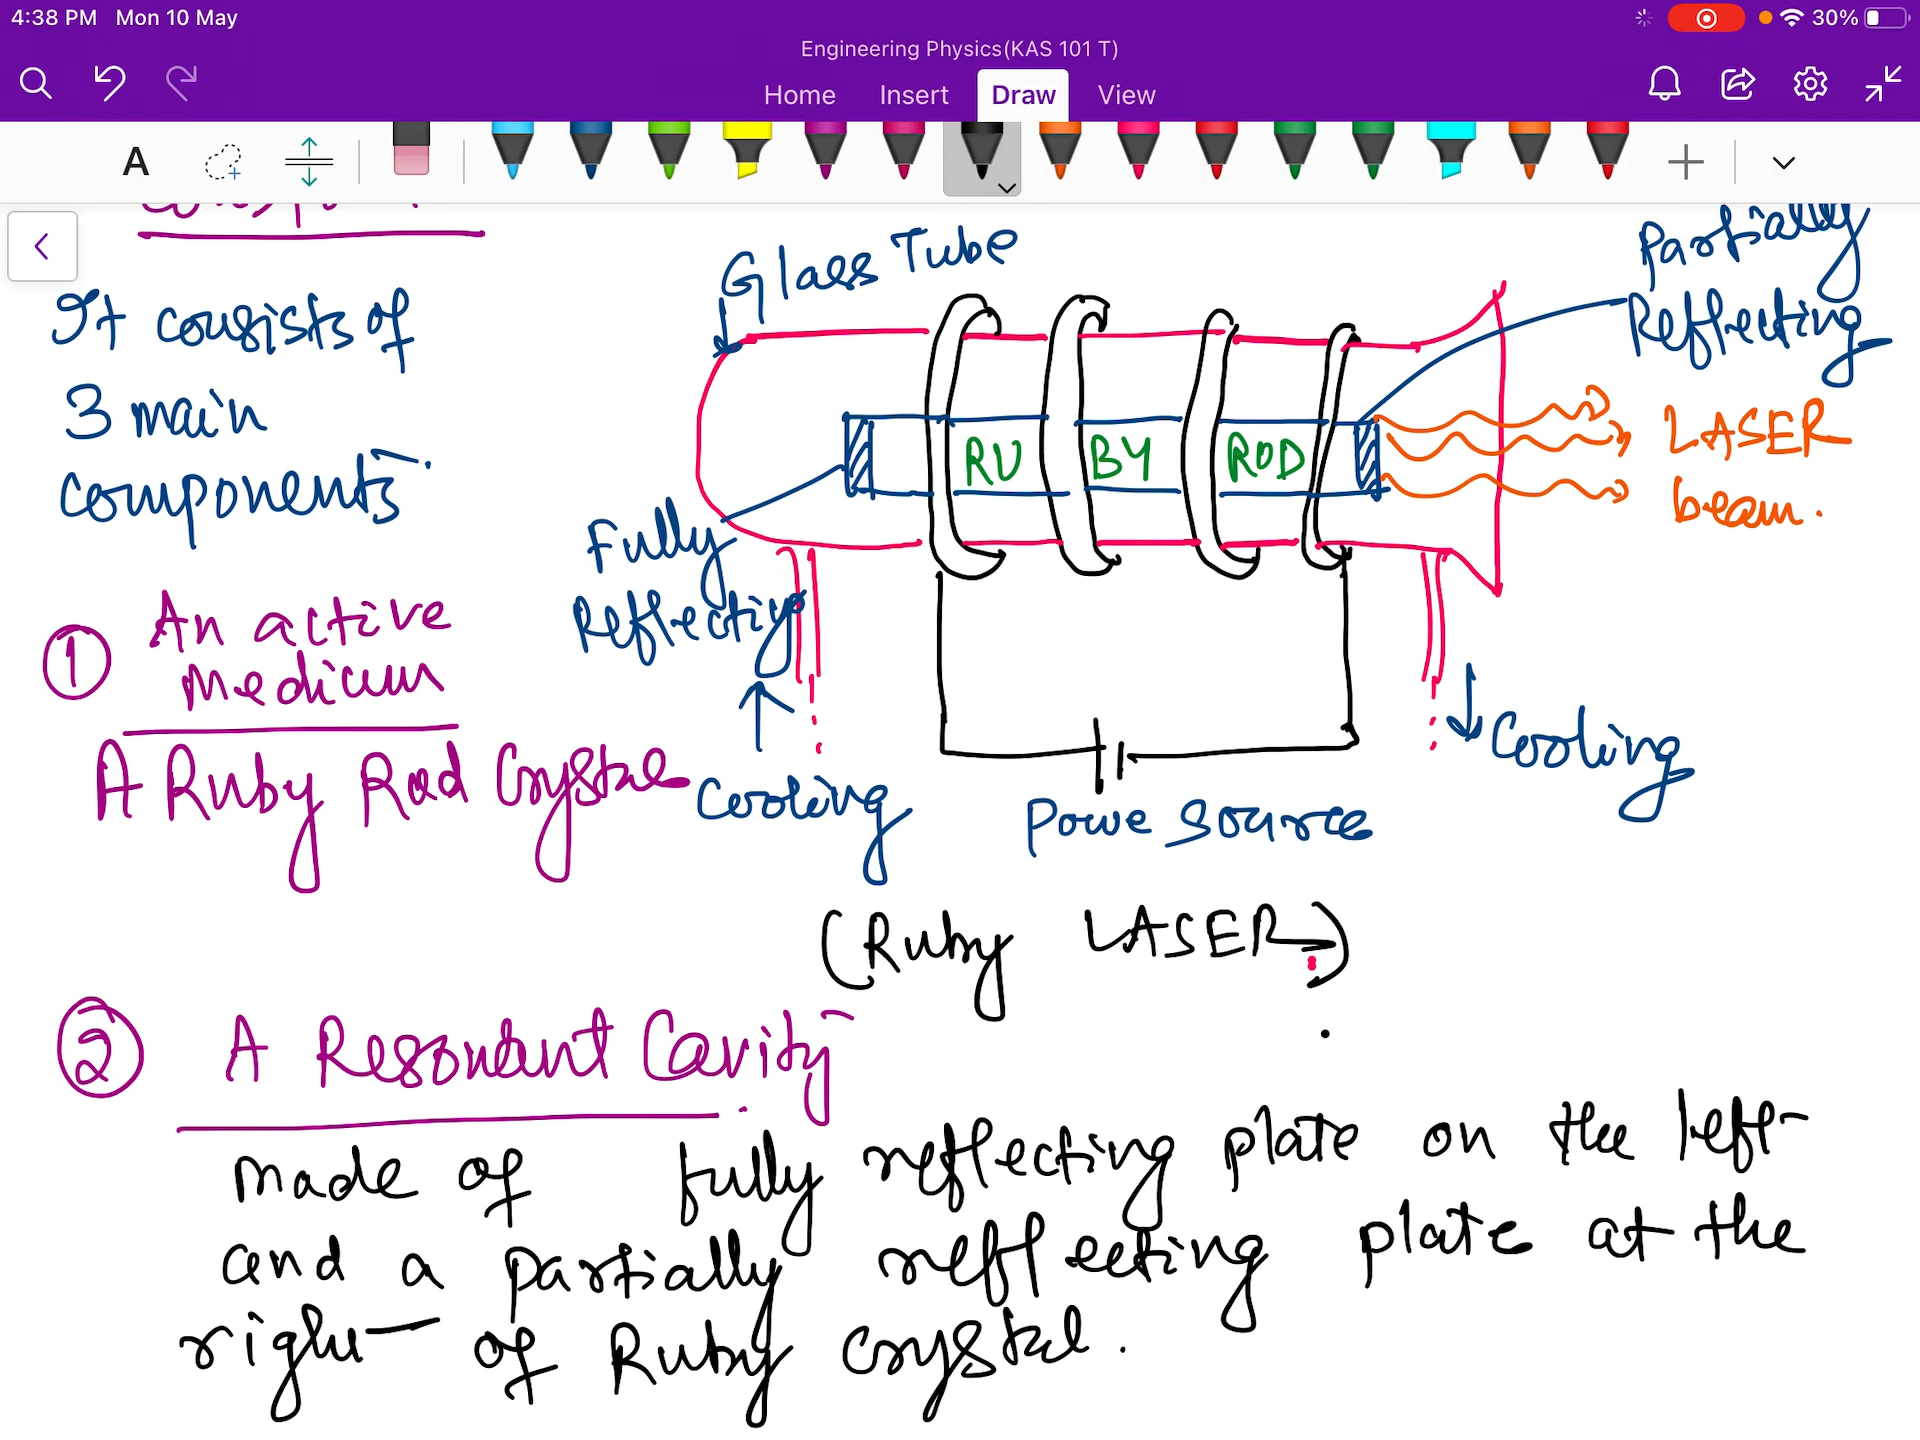 4:38 PM Mon 10 May
30%
Engineering Physics(KAS 101 T)
Home Insert Draw View
A
Glass Tube
Partially
Reflecting
It consists of
3 main
components
RU BY ROD
LASER
beam.
Fully
Reflecting
1 An active
Medium
A Ruby Rod Crystal
Cooling
Powe source
Cooling
(Ruby LASER)
2 A Resonant Cavity
made of fully reflecting plate on the left
and a partially reflecting plate at the
right of Ruby crystal.